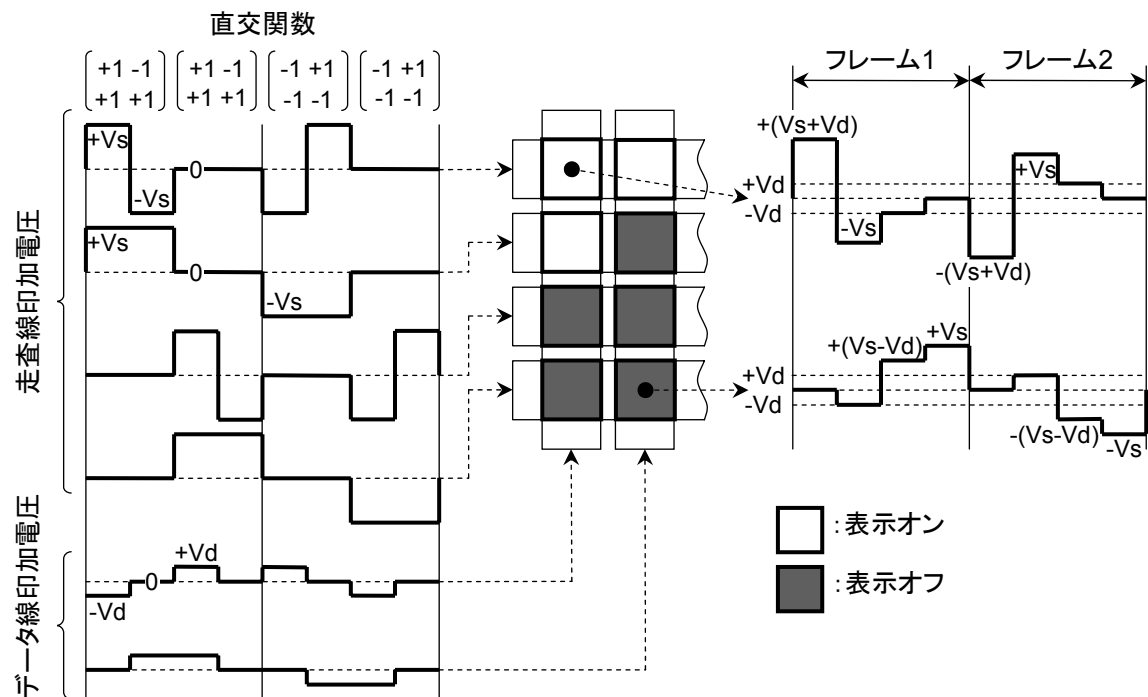 直交関数
+1 -1
+1 +1
+1 -1
+1 +1
-1 +1
-1 -1
-1 +1
-1 -1
走査線印加電圧
+Vs
0
-Vs
+Vs
0
-Vs
データ線印加電圧
+Vd
0
-Vd
フレーム1
フレーム2
+(Vs+Vd)
+Vs
+Vd
-Vd
-Vs
-(Vs+Vd)
+(Vs-Vd)
+Vs
+Vd
-Vd
-(Vs-Vd)
-Vs
:表示オン
:表示オフ